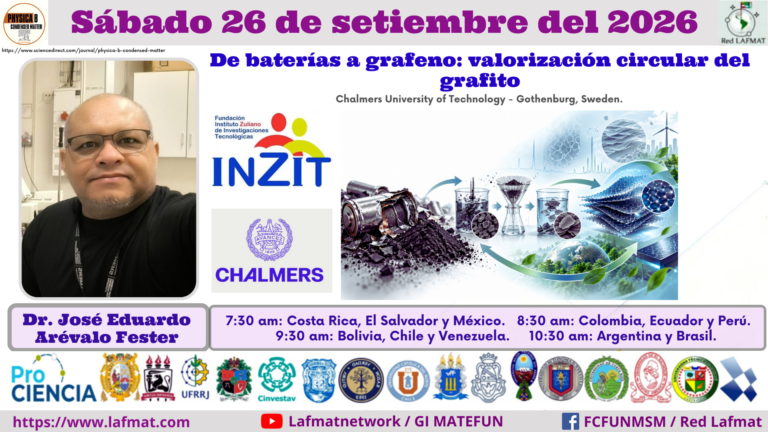 PHYSICA B
CONDENSED MATTER
Sábado 26 de setiembre del 2026
Red LAFMAT
https://www.sciencedirect.com/journal/physica-b-condensed-matter
De baterías a grafeno: valorización circular del
grafito
Chalmers University of Technology - Gothenburg, Sweden.
Fundación
Instituto Zuliano
de Investigaciones
Tecnológicas
INZIT
AVANCEZ
CHALMERS
Dr. José Eduardo
Arévalo Fester
7:30 am: Costa Rica, El Salvador y México. 8:30 am: Colombia, Ecuador y Perú.
9:30 am: Bolivia, Chile y Venezuela. 10:30 am: Argentina y Brasil.
Pro
CIENCIA
UFRRJ
Cinvestav
https://www.lafmat.com
Lafmatnetwork / GI MATEFUN
FCFUNMSM / Red Lafmat